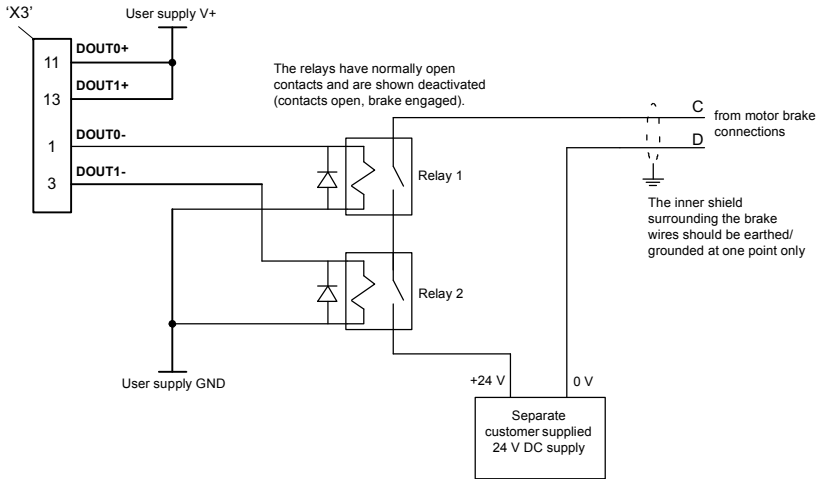 'X3'
User supply V+
11
DOUT0+
13
DOUT1+
1
DOUT0-
3
DOUT1-
The relays have normally open
contacts and are shown deactivated
(contacts open, brake engaged).
C
D
from motor brake
connections
Relay 1
The inner shield
surrounding the brake
wires should be earthed/
grounded at one point only
Relay 2
User supply GND
+24 V
0 V
Separate
customer supplied
24 V DC supply